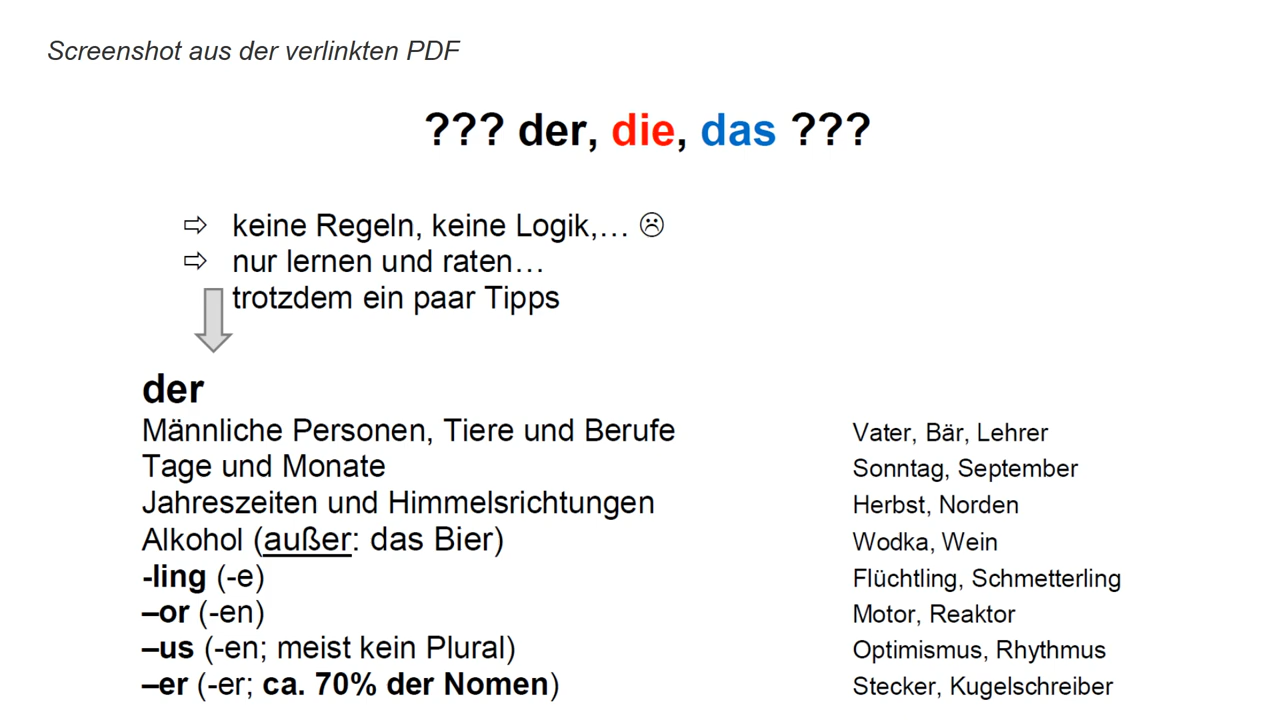 Screenshot aus der verlinkten PDF
??? der, die, das ???
⇨ keine Regeln, keine Logik,… ☹
⇨ nur lernen und raten…
trotzdem ein paar Tipps
der
Männliche Personen, Tiere und Berufe Vater, Bär, Lehrer
Tage und Monate Sonntag, September
Jahreszeiten und Himmelsrichtungen Herbst, Norden
Alkohol (außer: das Bier) Wodka, Wein
-ling (-e) Flüchtling, Schmetterling
–or (-en) Motor, Reaktor
–us (-en; meist kein Plural) Optimismus, Rhythmus
–er (-er; ca. 70% der Nomen) Stecker, Kugelschreiber